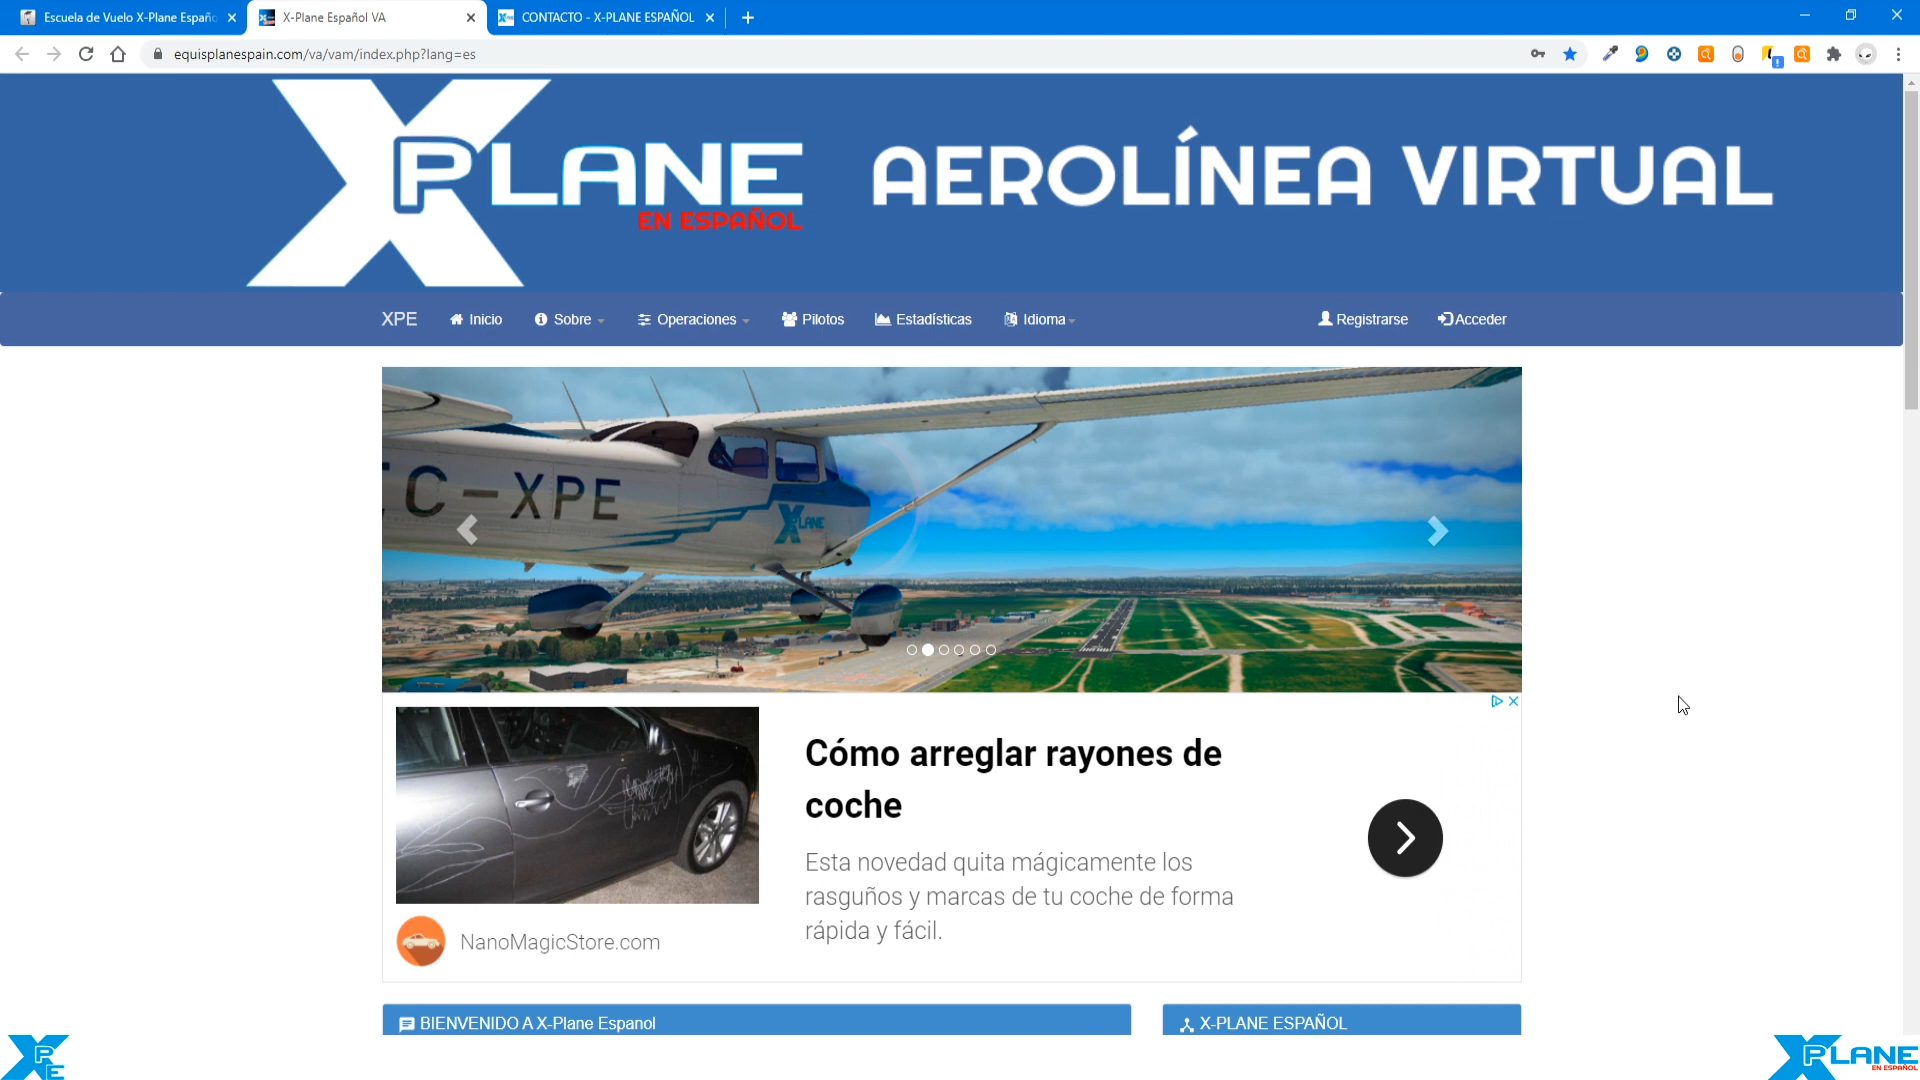 Escuela de Vuelo X-Plane Españo
X-Plane Español VA
CONTACTO - X-PLANE ESPAÑOL
equisplanespain.com/va/vam/index.php?lang=es
X PLANE
EN ESPAÑOL
AEROLÍNEA VIRTUAL
XPE
Inicio
Sobre
Operaciones
Pilotos
Estadísticas
Idioma
Registrarse
Acceder
EC-XPE
X PLANE
Cómo arreglar rayones de
coche
Esta novedad quita mágicamente los
rasguños y marcas de tu coche de forma
rápida y fácil.
NanoMagicStore.com
BIENVENIDO A X-Plane Espanol
X-PLANE ESPAÑOL
XPE
X PLANE
EN ESPAÑOL